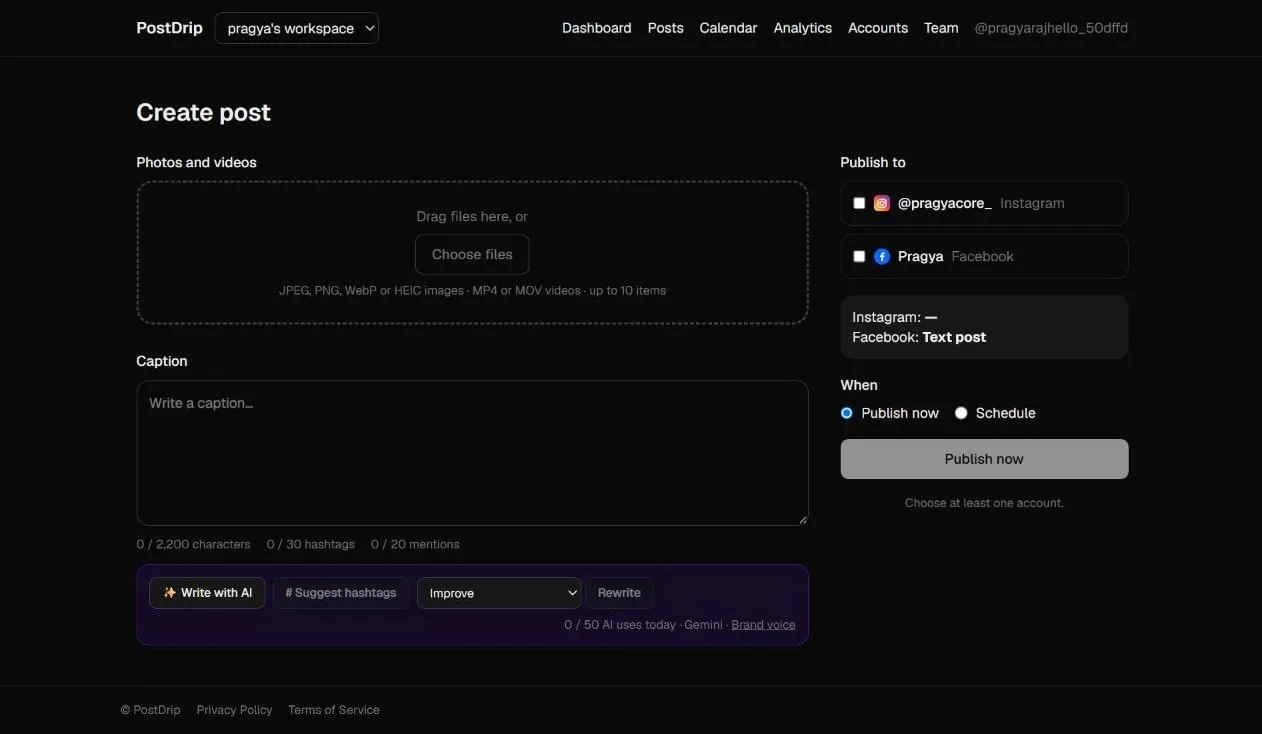 PostDrip
pragya's workspace
Dashboard Posts Calendar Analytics Accounts Team @pragyarajhello_50dffd
Create post
Photos and videos
Drag files here, or
Choose files
JPEG, PNG, WebP or HEIC images · MP4 or MOV videos · up to 10 items
Caption
Write a caption...
0 / 2,200 characters 0 / 30 hashtags 0 / 20 mentions
✨ Write with AI # Suggest hashtags Improve Rewrite
0 / 50 AI uses today · Gemini · Brand voice
Publish to
@pragyacore_ Instagram
Pragya Facebook
Instagram: —
Facebook: Text post
When
Publish now Schedule
Publish now
Choose at least one account.
© PostDrip Privacy Policy Terms of Service